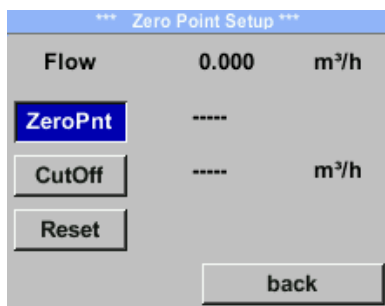 *** Zero Point Setup ***
Flow 0.000 m³/h
ZeroPnt -----
CutOff ----- m³/h
Reset
back